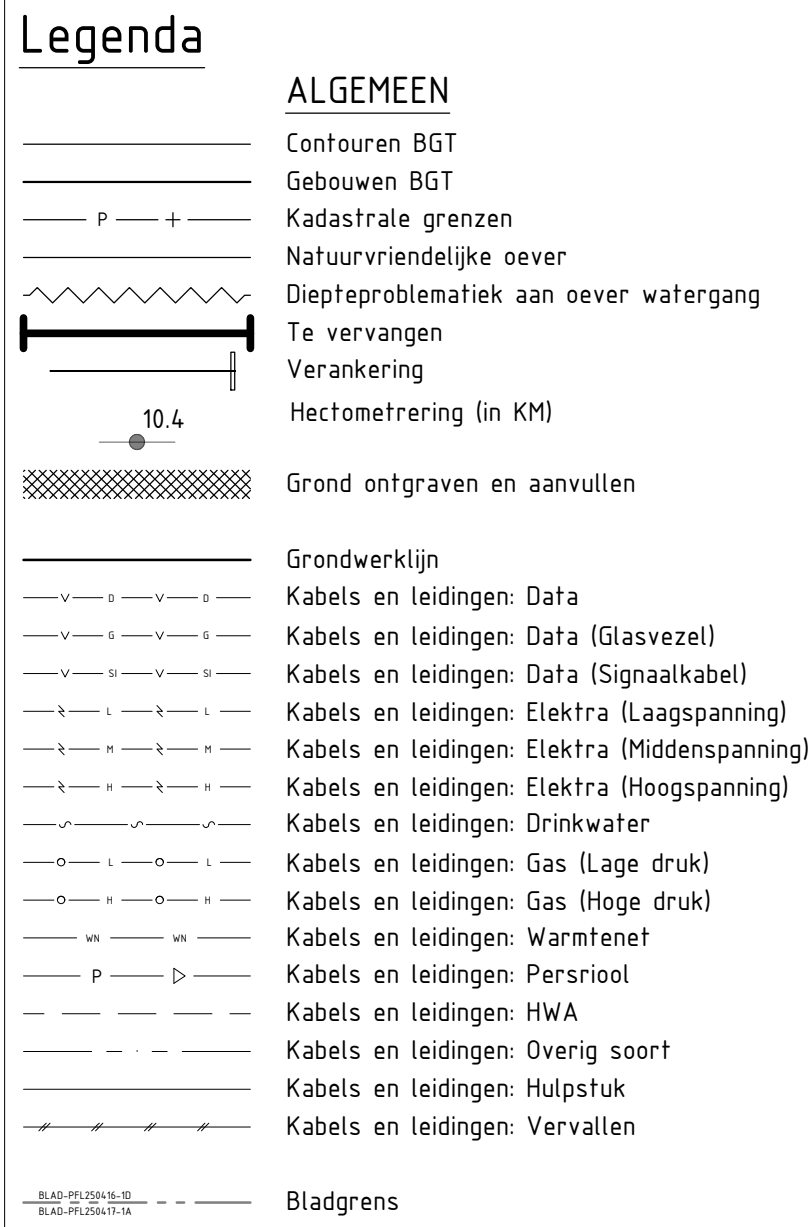 Legenda
ALGEMEEN
Contouren BGT
Gebouwen BGT
P + Kadastrale grenzen
Natuurvriendelijke oever
Diepteproblematiek aan oever watergang
Te vervangen
Verankering
10.4 Hectometrering (in KM)
Grond ontgraven en aanvullen
Grondwerklijn
V D V D Kabels en leidingen: Data
V G V G Kabels en leidingen: Data (Glasvezel)
V SI V SI Kabels en leidingen: Data (Signaalkabel)
L L Kabels en leidingen: Elektra (Laagspanning)
M M Kabels en leidingen: Elektra (Middenspanning)
H H Kabels en leidingen: Elektra (Hoogspanning)
Kabels en leidingen: Drinkwater
L L Kabels en leidingen: Gas (Lage druk)
H H Kabels en leidingen: Gas (Hoge druk)
WN WN Kabels en leidingen: Warmtenet
P Kabels en leidingen: Persriool
Kabels en leidingen: HWA
Kabels en leidingen: Overig soort
Kabels en leidingen: Hulpstuk
Kabels en leidingen: Vervallen
BLAD-PFL250416-1D
BLAD-PFL250417-1A
Bladgrens